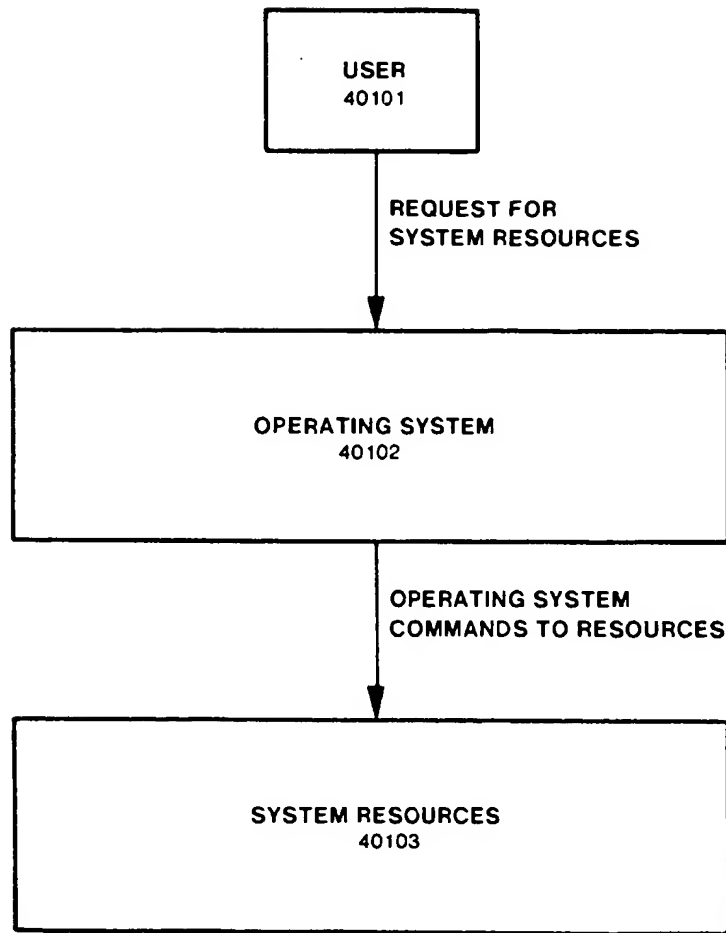 USER
40101
REQUEST FOR
SYSTEM RESOURCES
OPERATING SYSTEM
40102
OPERATING SYSTEM
COMMANDS TO RESOURCES
SYSTEM RESOURCES
40103